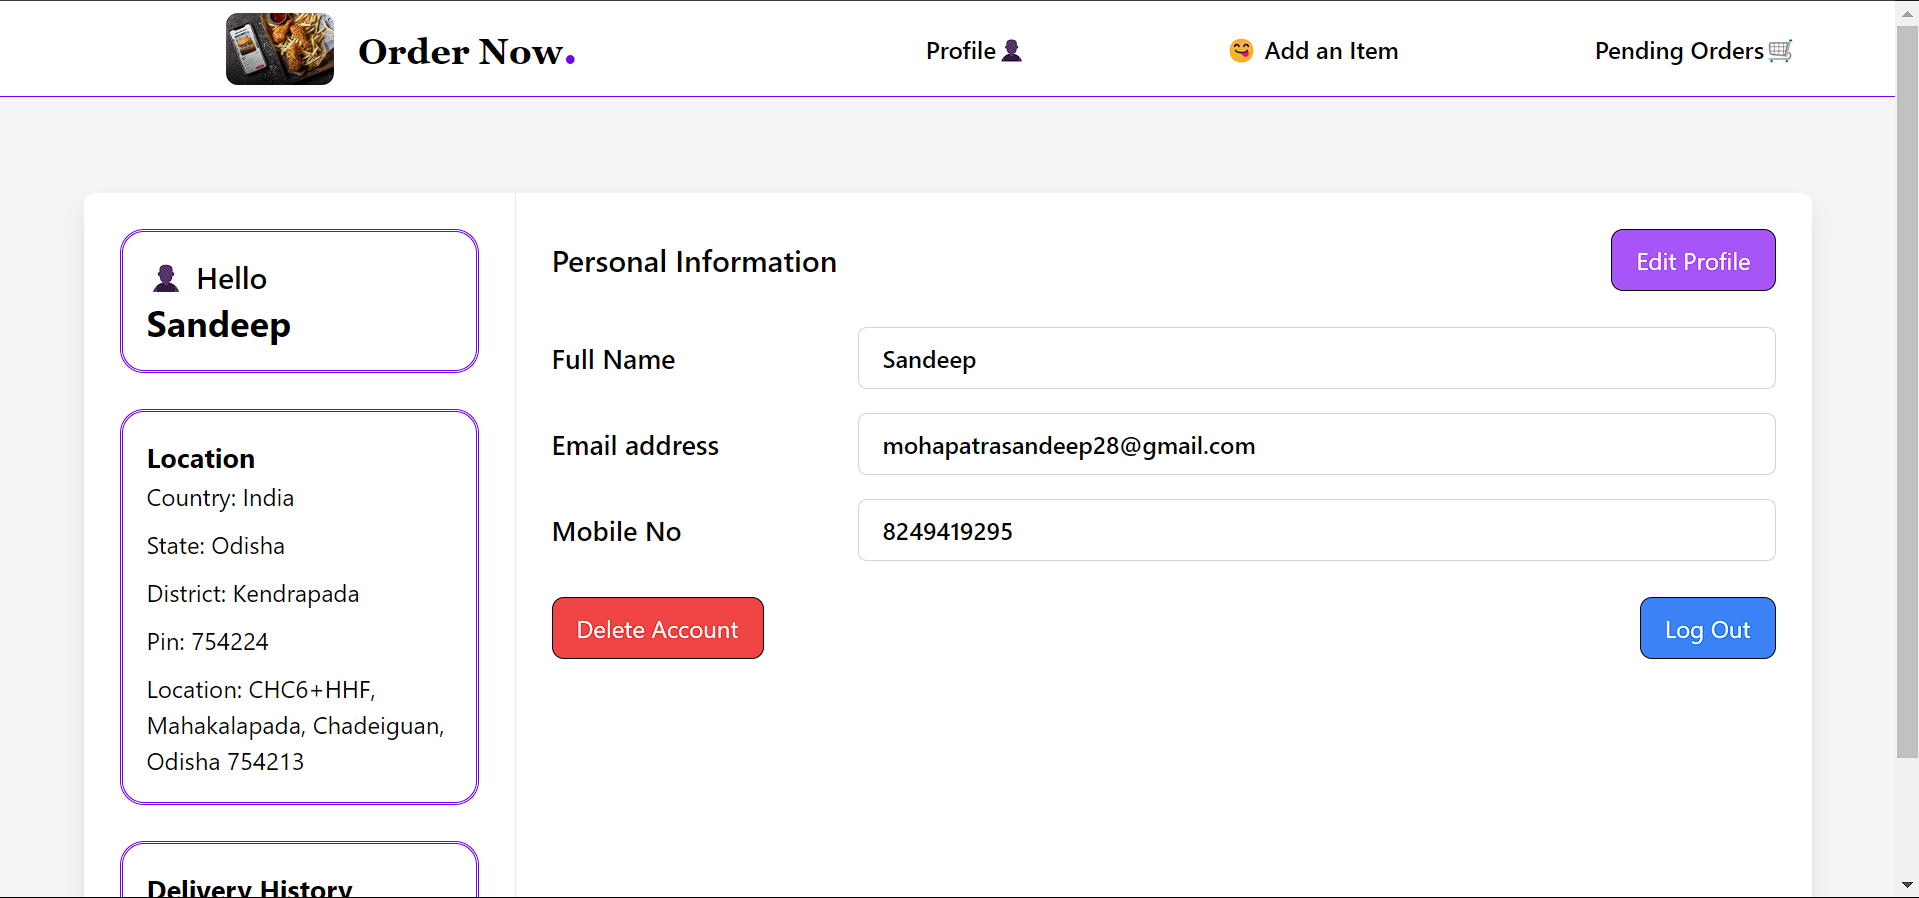 Order Now.
Profile👤
😋 Add an Item
Pending Orders🛒
👤 Hello
Sandeep
Location
Country: India
State: Odisha
District: Kendrapada
Pin: 754224
Location: CHC6+HHF,
Mahakalapada, Chadeiguan,
Odisha 754213
Delivery History
Personal Information
Edit Profile
Full Name
Sandeep
Email address
mohapatrasandeep28@gmail.com
Mobile No
8249419295
Delete Account
Log Out